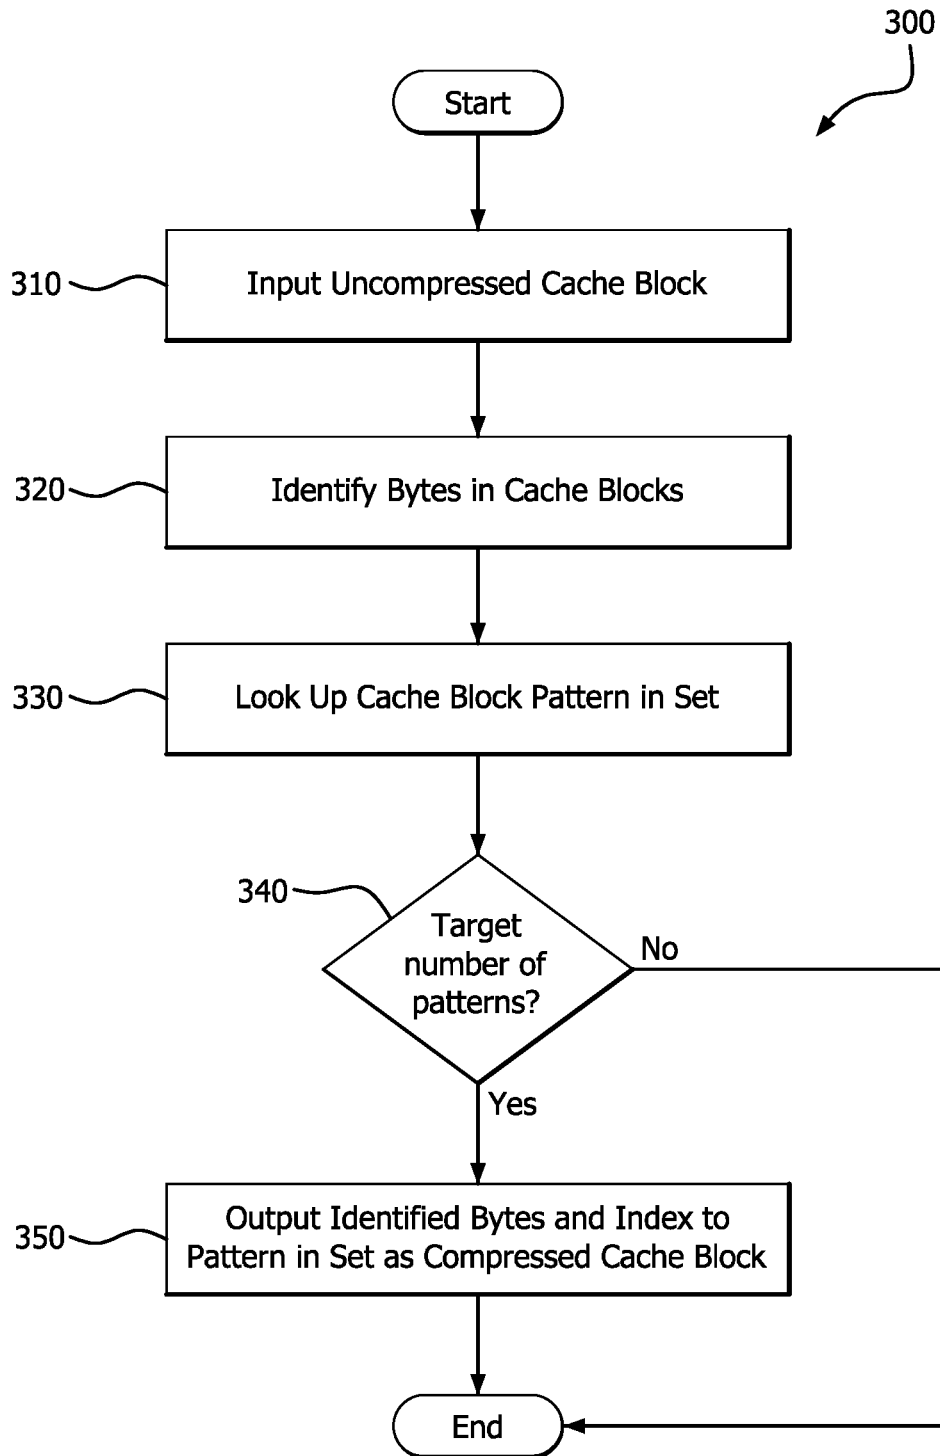 300
Start
310
Input Uncompressed Cache Block
320
Identify Bytes in Cache Blocks
330
Look Up Cache Block Pattern in Set
340
Target
number of
patterns?
No
Yes
350
Output Identified Bytes and Index to
Pattern in Set as Compressed Cache Block
End